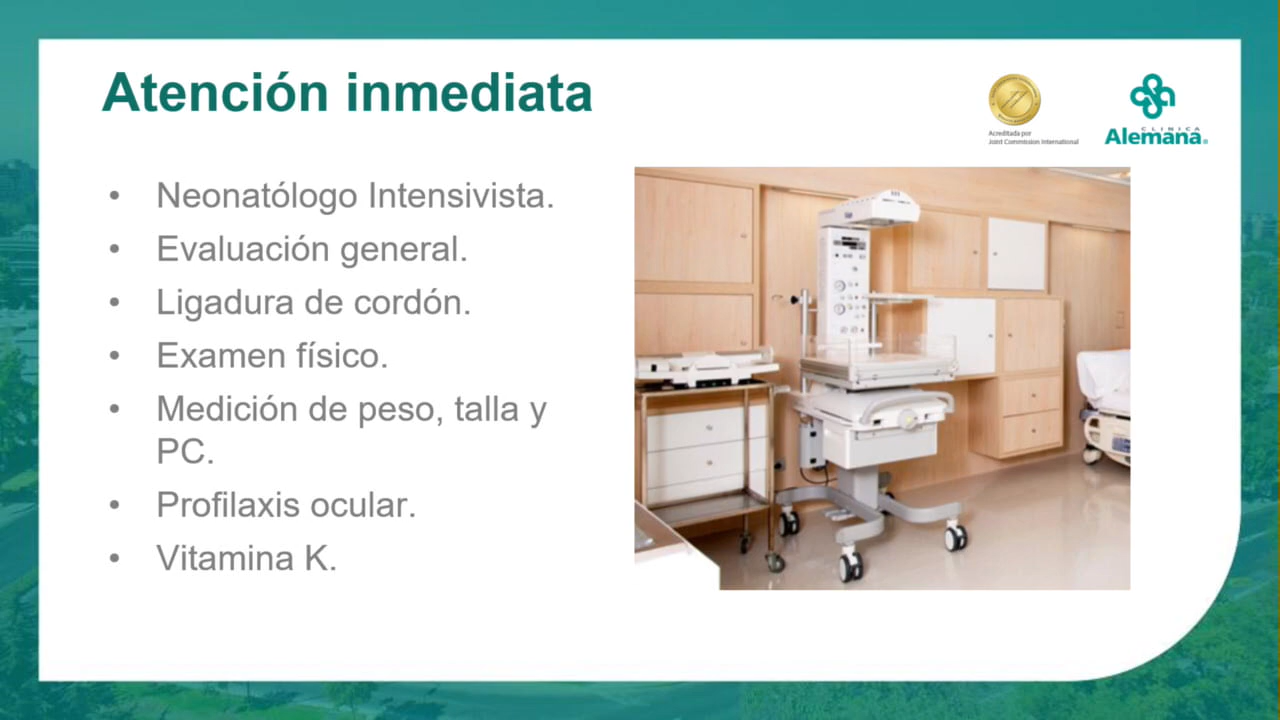 Atención inmediata
Acreditada por
Joint Commission International
CLINICA
Alemana
• Neonatólogo Intensivista.
• Evaluación general.
• Ligadura de cordón.
• Examen físico.
• Medición de peso, talla y
PC.
• Profilaxis ocular.
• Vitamina K.